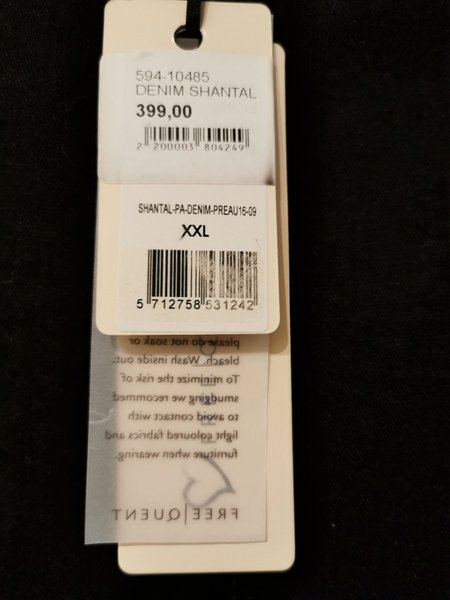 594-10485
DENIM SHANTAL
399,00
2 200003 804249
SHANTAL-PA-DENIM-PREAU16-09
XXL
5 712758 531242
please do not soak or
bleach. Wash inside out.
To minimize the risk of
smudging we recommed
to avoid contact with
light coloured fabrics and
furniture when wearing.
FREE|QUENT